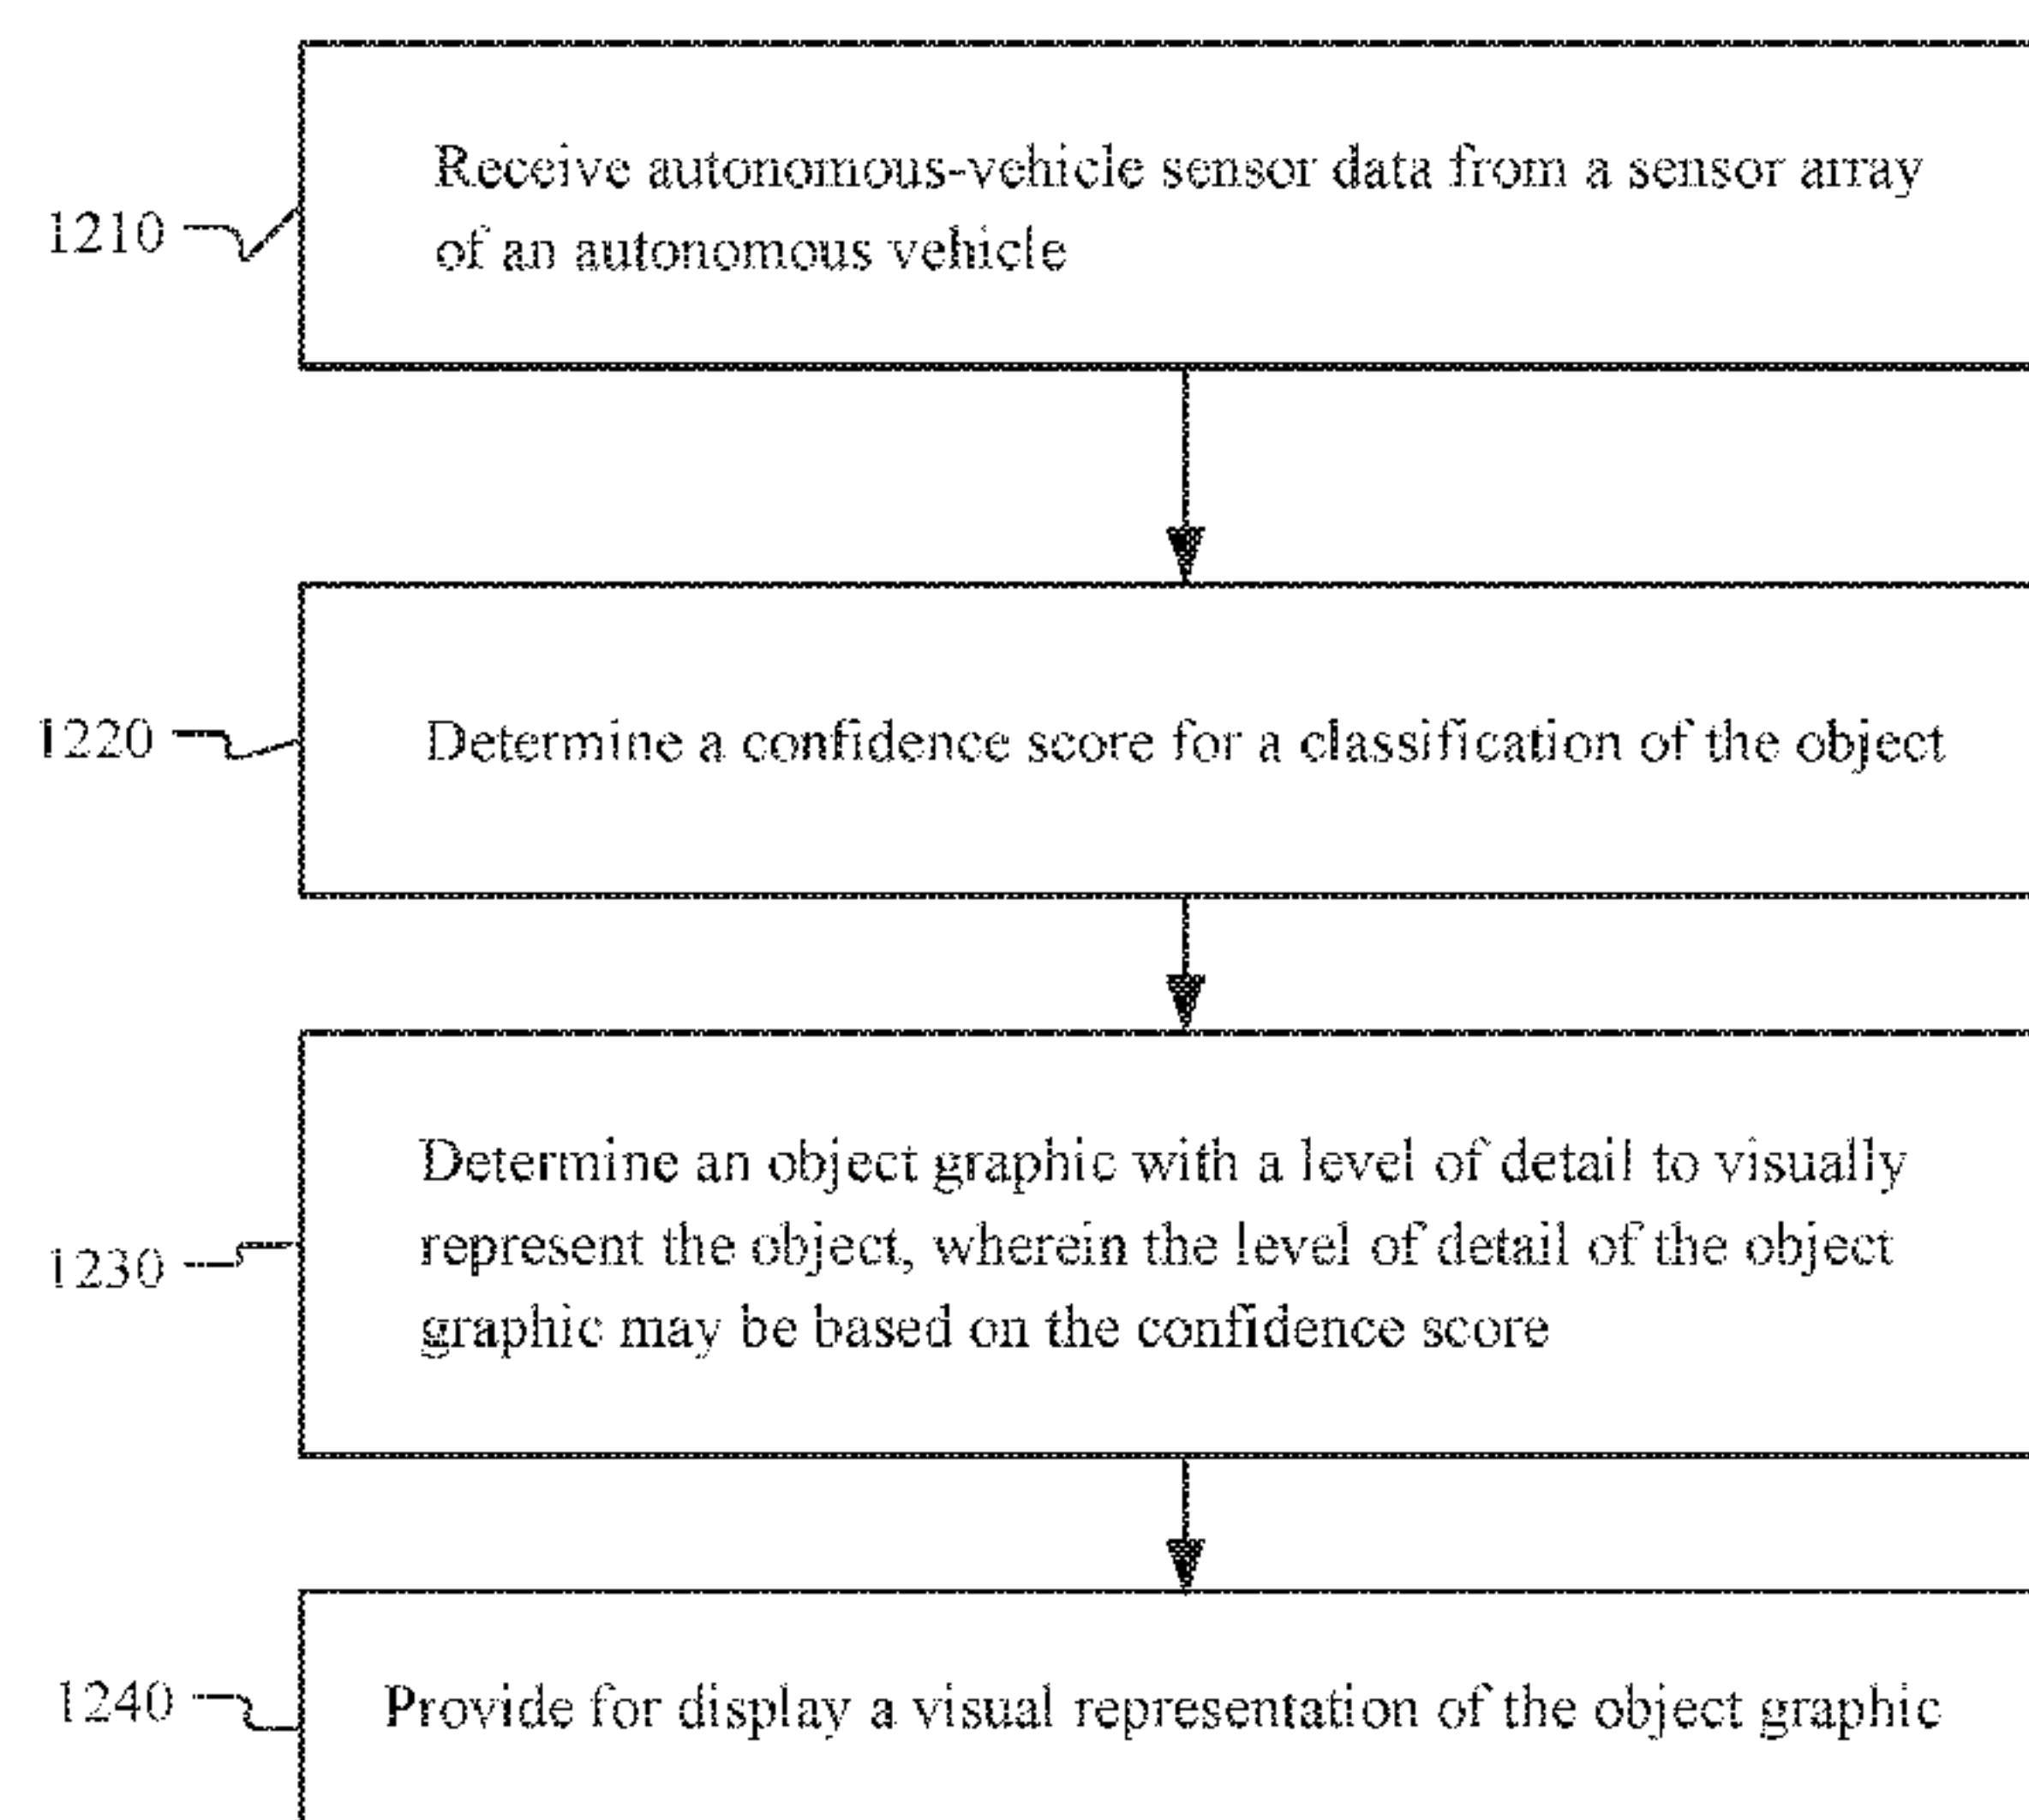 1210
Receive autonomous-vehicle sensor data from a sensor array
of an autonomous vehicle
1220
Determine a confidence score for a classification of the object
1230
Determine an object graphic with a level of detail to visually
represent the object, wherein the level of detail of the object
graphic may be based on the confidence score
1240
Provide for display a visual representation of the object graphic